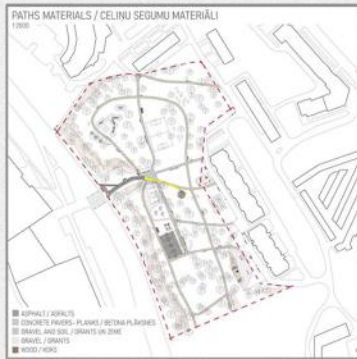 PATHS MATERIALS / CELIŅU SEGUMU MATERIĀLI
1:2000
ASPHALT / ASFALTS
CONCRETE PAVERS- PLANKS / BETONA PLĀKSNES
GRAVEL AND SOIL / GRANTS UN ZEME
GRAVEL / GRANTS
WOOD / KOKS